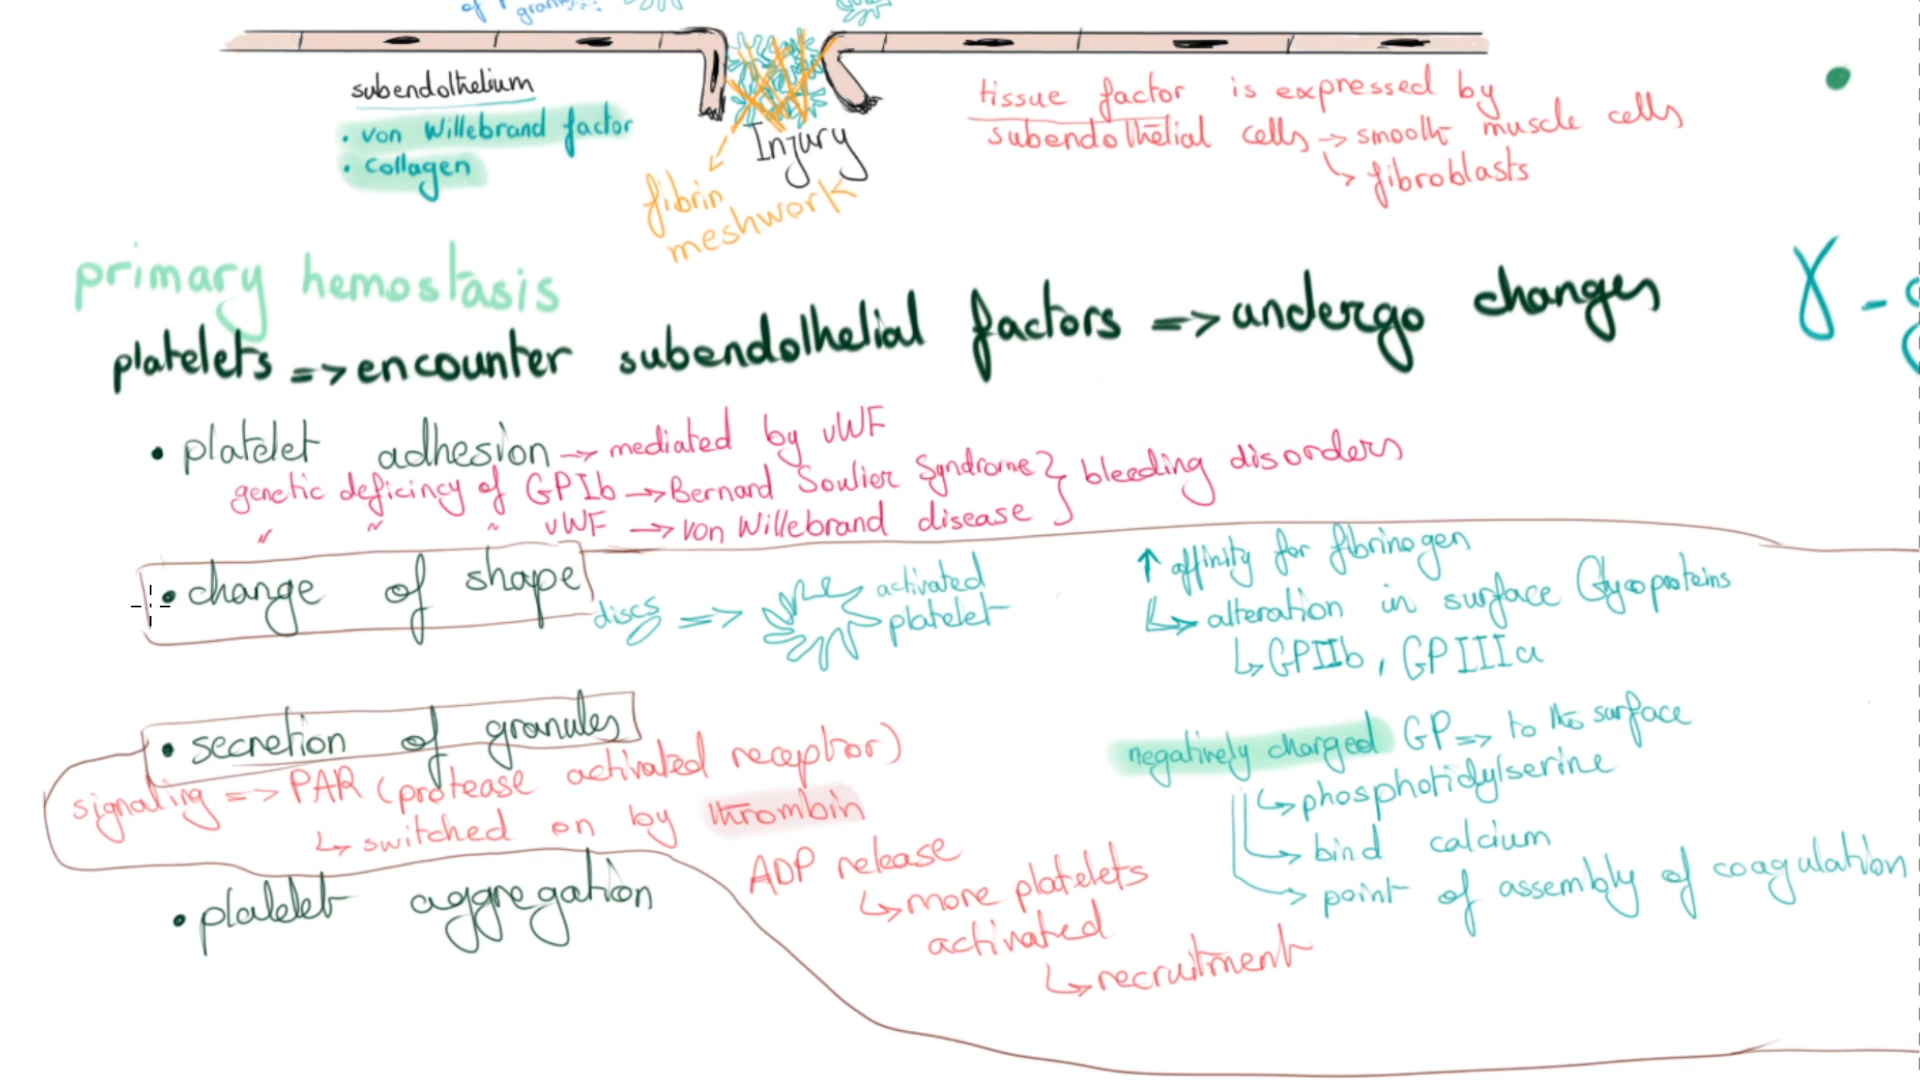 of
subendothelium
• von Willebrand factor
• Collagen
Injury
fibrin
meshwork
tissue factor is expressed by
subendothelial cells → smooth muscle cells
↳ fibroblasts
primary hemostasis
platelets => encounter subendothelial factors => undergo changes
γ -
• platelet adhesion → mediated by vWF
genetic deficincy of GPIb → Bernard Soulier Syndrome } bleeding disorders
" " " vWF → von Willebrand disease
• change of shape
discs => activated
platelet
↑ affinity for fibrinogen
↳ alteration in surface Glycoproteins
↳ GPIIb, GPIIIa
• secretion of granules
signaling => PAR (protease activated receptor)
↳ switched on by thrombin
ADP release
↳ more platelets
activated
↳ recruitment
negatively charged GP => to the surface
↳ phosphotidylserine
↳ bind calcium
→ point of assembly of coagulation
• platelet aggregation